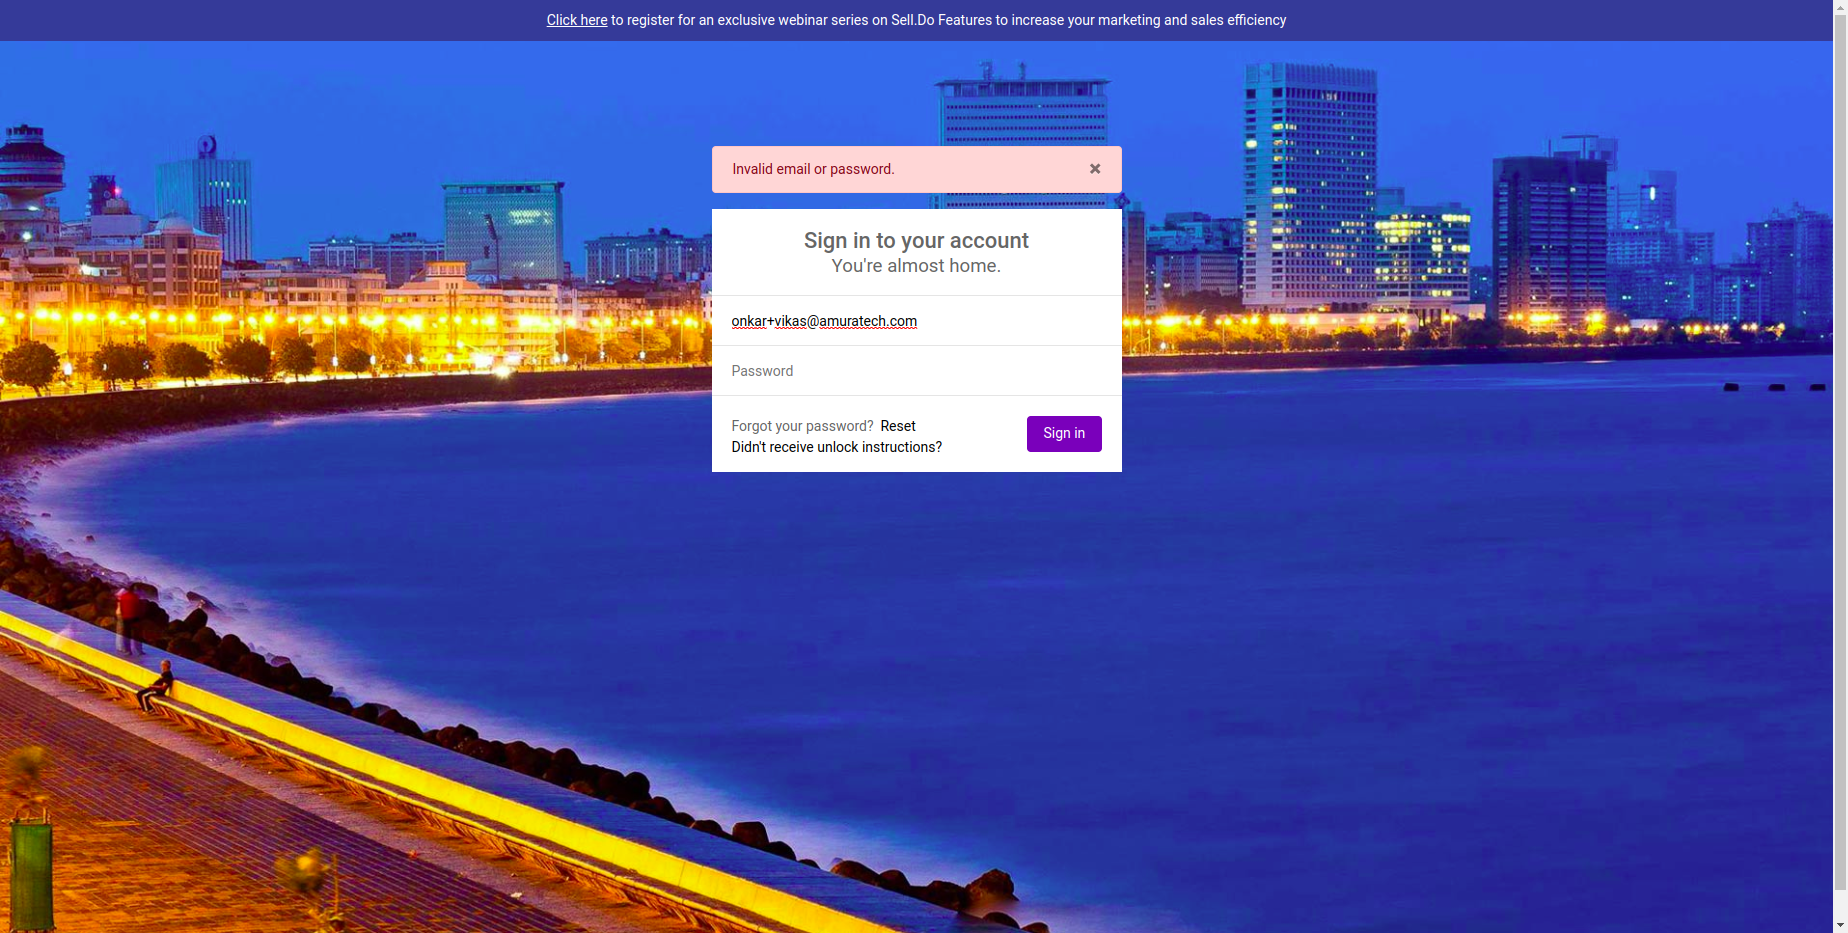 Click here to register for an exclusive webinar series on Sell.Do Features to increase your marketing and sales efficiency
Invalid email or password.
Sign in to your account
You're almost home.
onkar+vikas@amuratech.com
Password
Forgot your password? Reset
Didn't receive unlock instructions?
Sign in